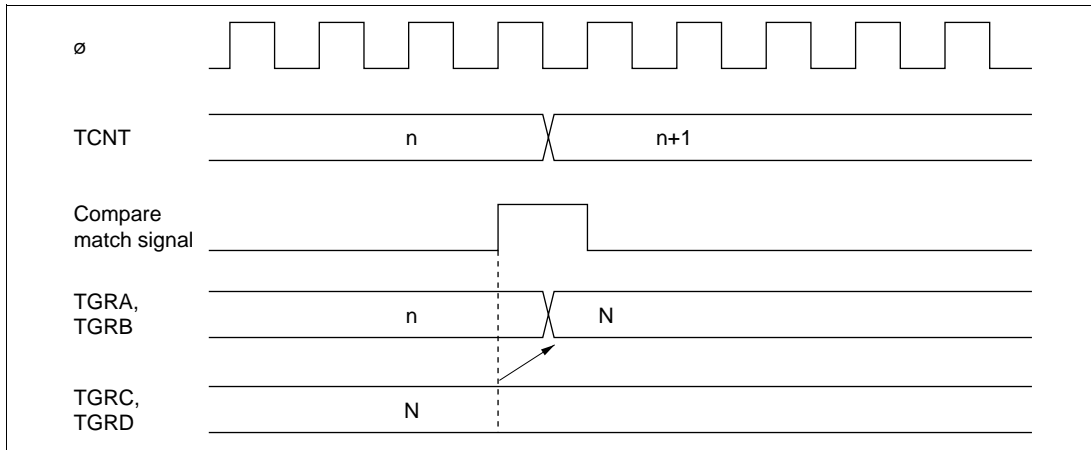 ø
TCNT
n
n+1
Compare
match signal
TGRA,
TGRB
n
N
TGRC,
TGRD
N